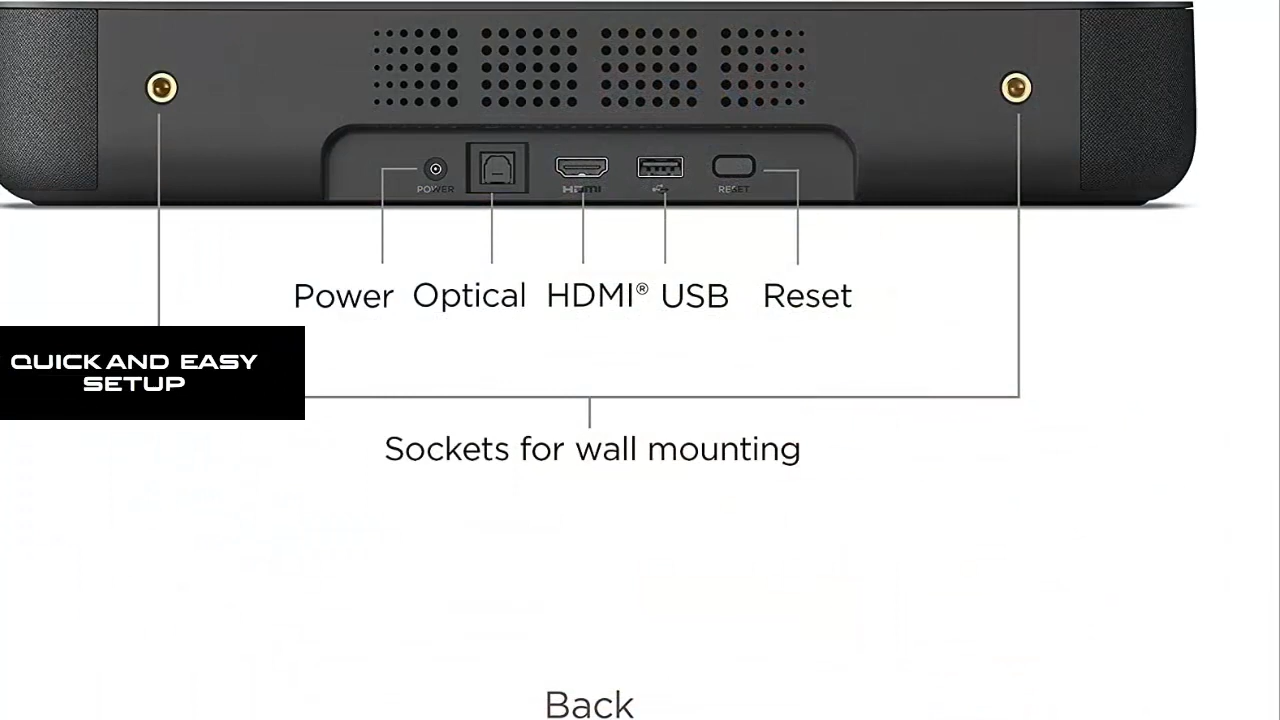 POWER
HDMI
RESET
Power Optical HDMI® USB Reset
QUICK AND EASY
SETUP
Sockets for wall mounting
Back